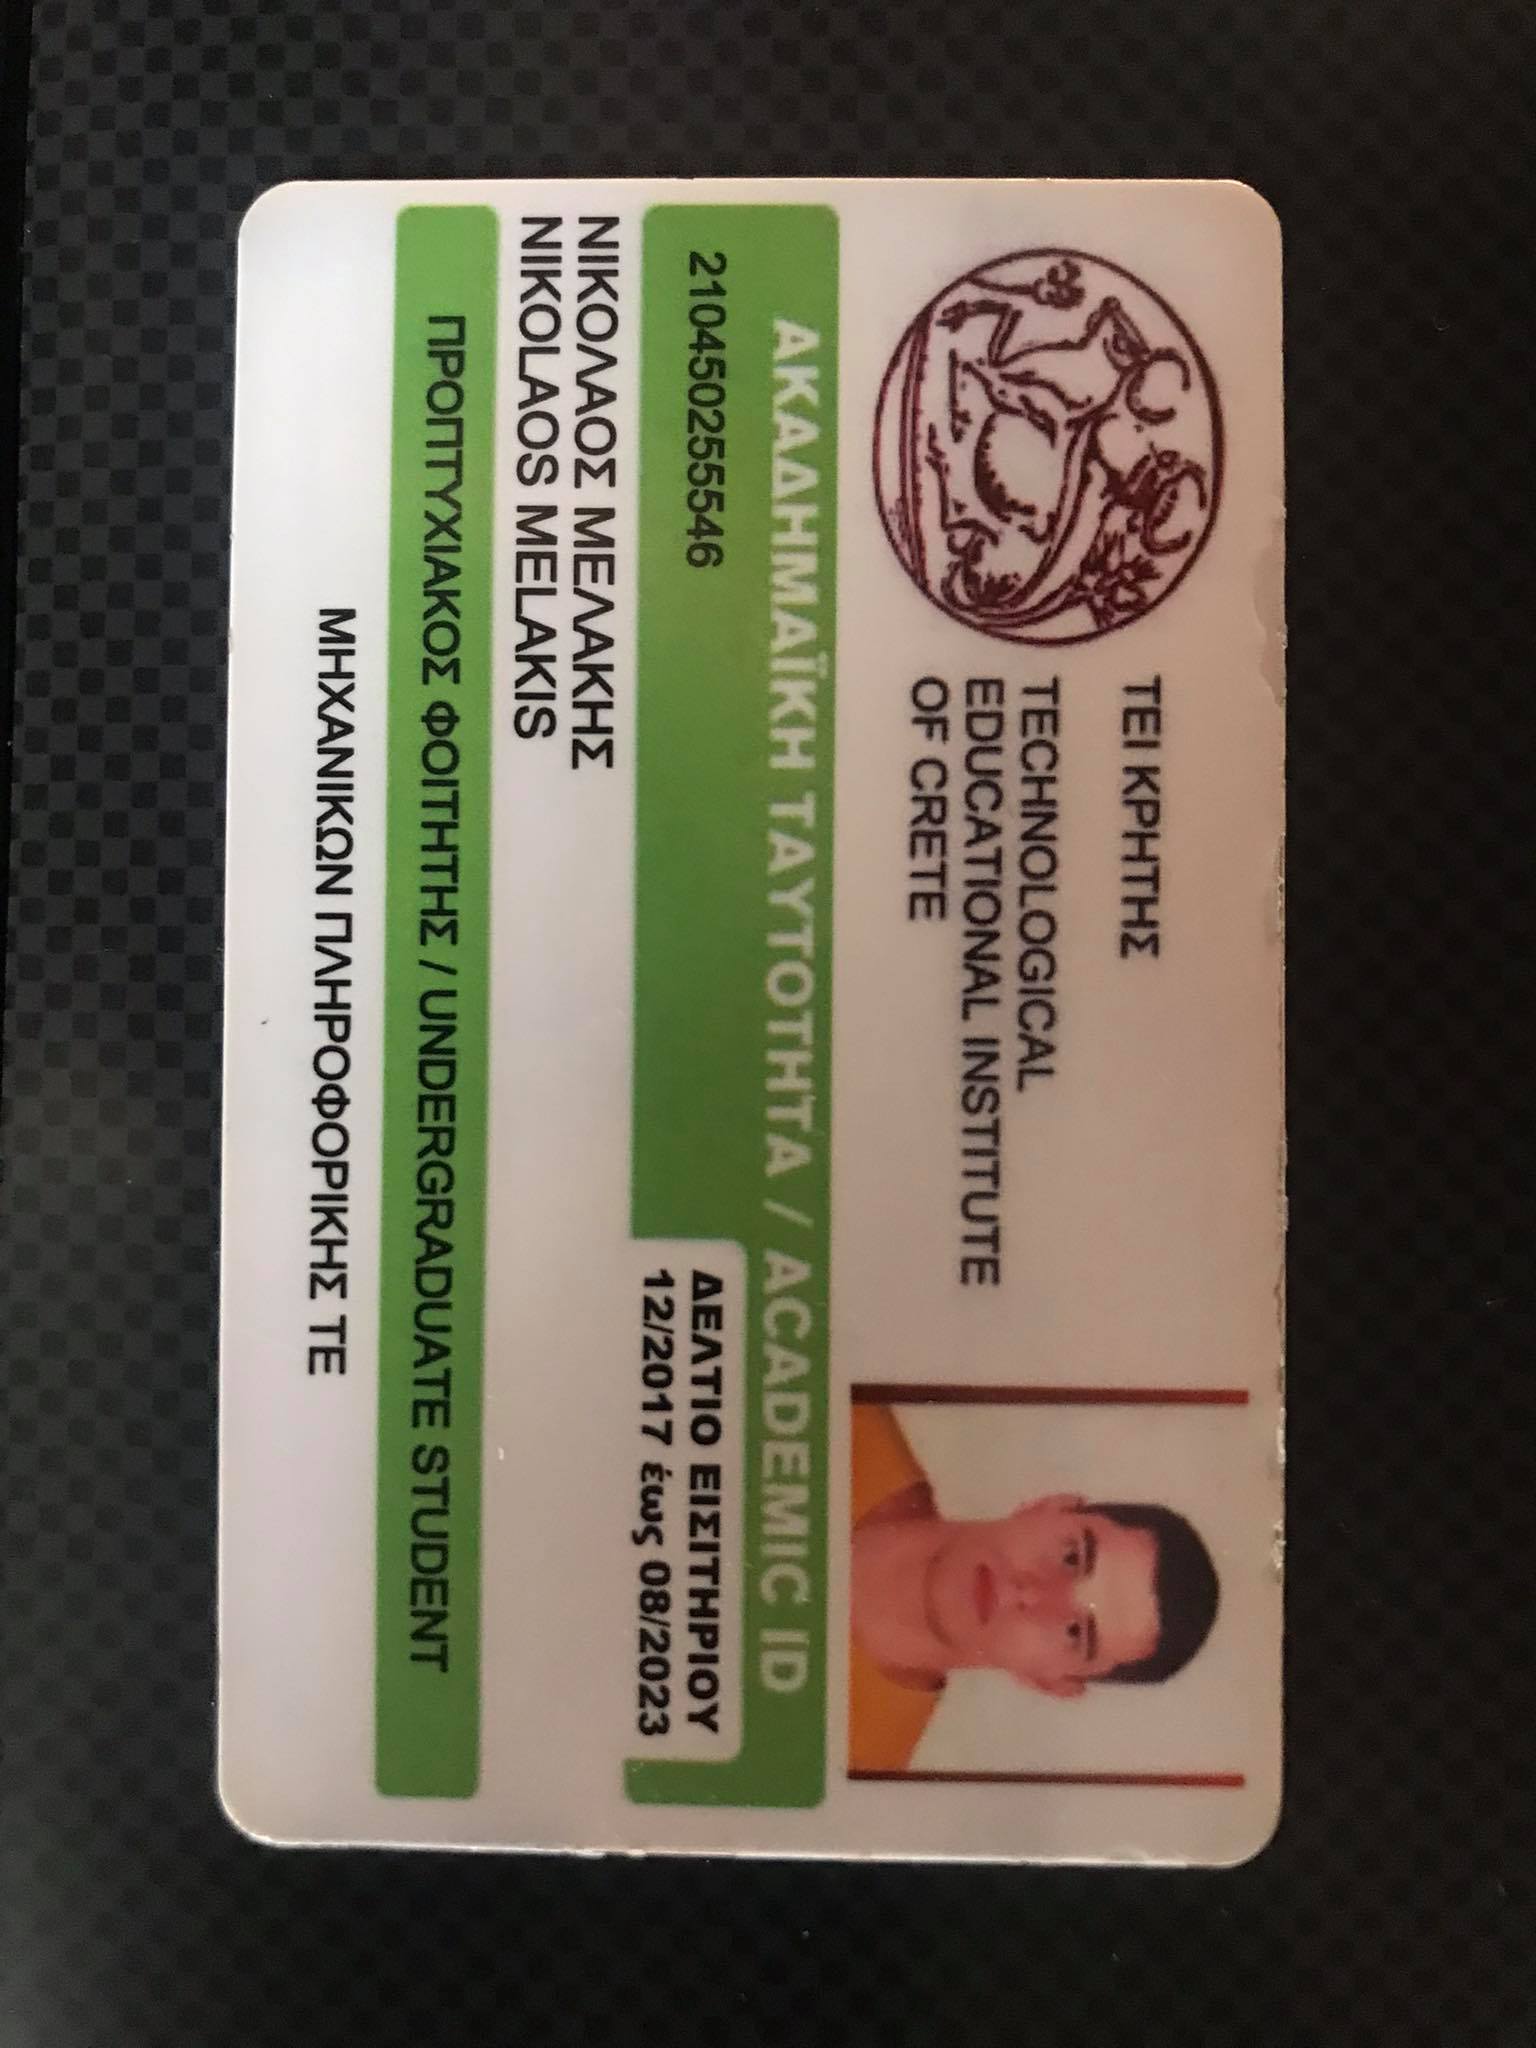 ΤΕΙ ΚΡΗΤΗΣ
TECHNOLOGICAL
EDUCATIONAL INSTITUTE
OF CRETE
ΑΚΑΔΗΜΑΪΚΗ ΤΑΥΤΟΤΗΤΑ / ACADEMIC ID
210450255546
ΔΕΛΤΙΟ ΕΙΣΙΤΗΡΙΟΥ
12/2017 έως 08/2023
ΝΙΚΟΛΑΟΣ ΜΕΛΑΚΗΣ
NIKOLAOS MELAKIS
ΠΡΟΠΤΥΧΙΑΚΟΣ ΦΟΙΤΗΤΗΣ / UNDERGRADUATE STUDENT
ΜΗΧΑΝΙΚΩΝ ΠΛΗΡΟΦΟΡΙΚΗΣ ΤΕ